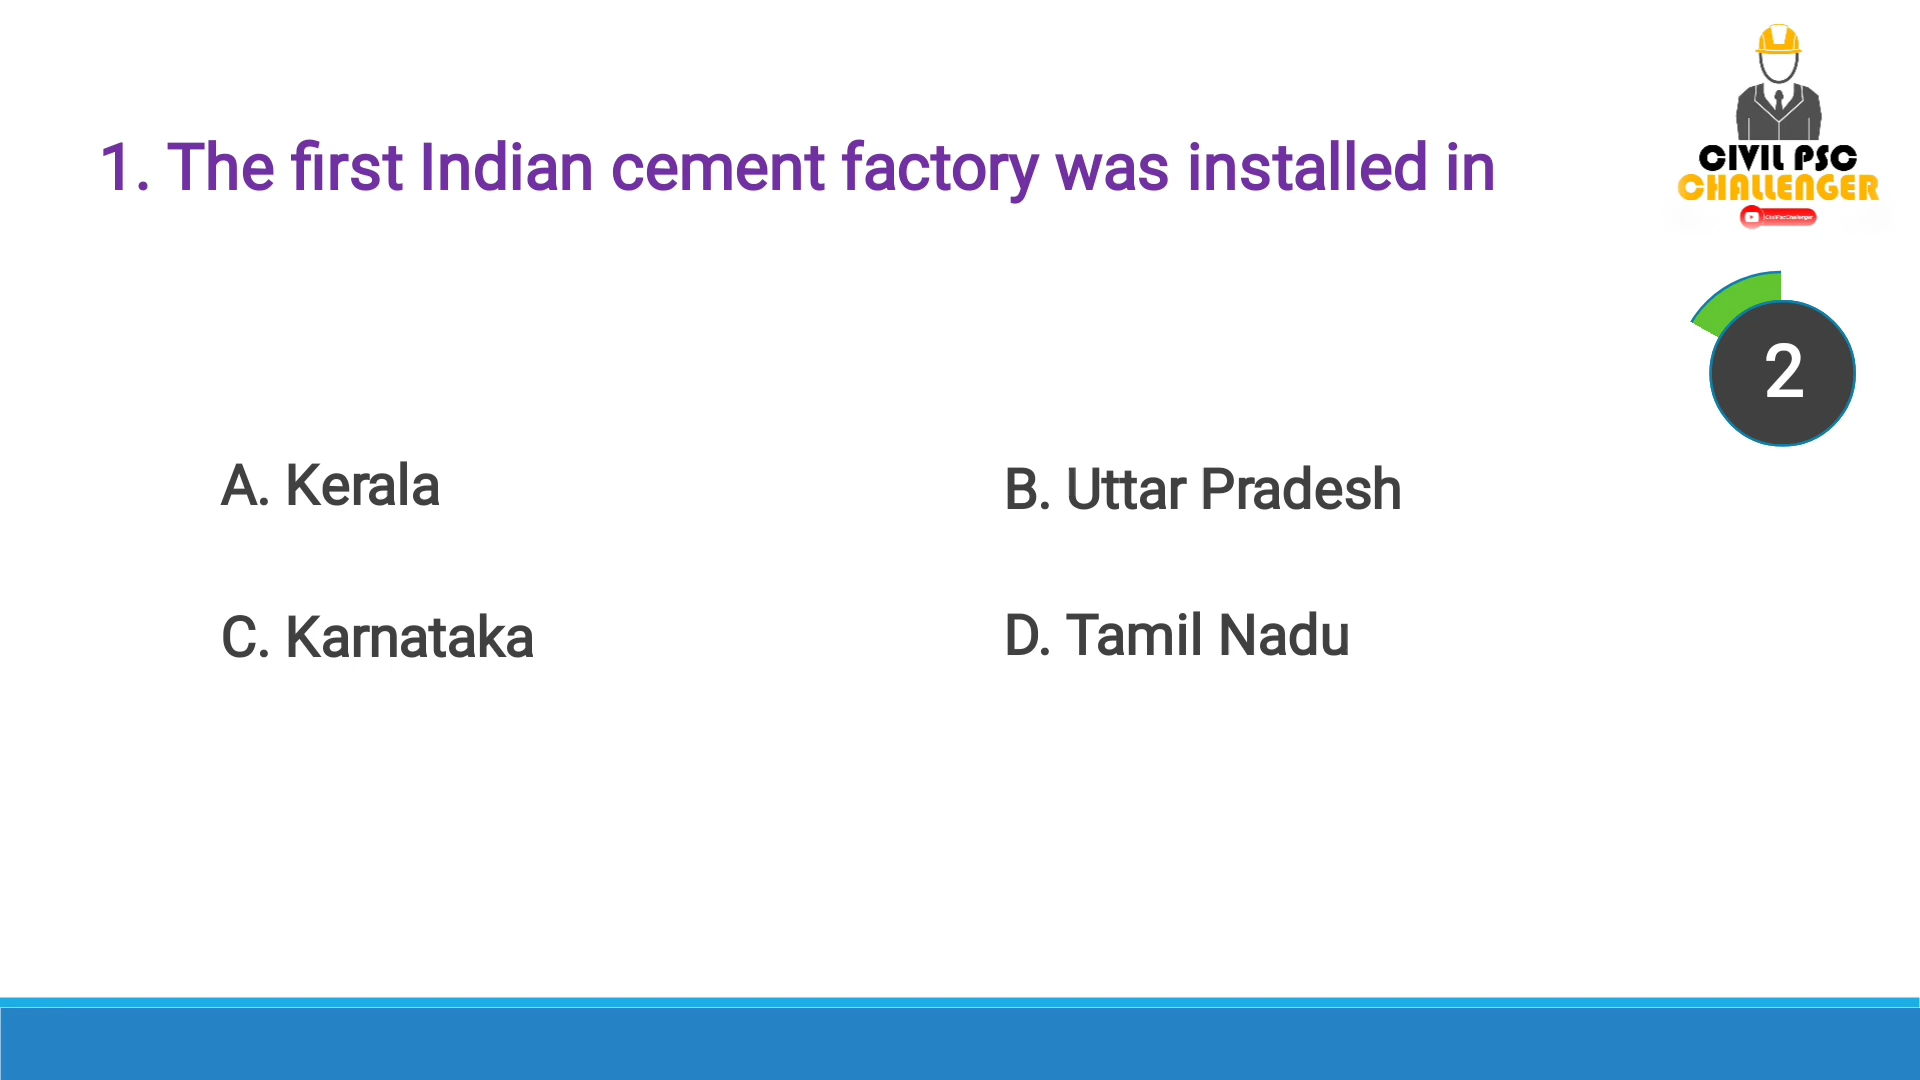 1. The first Indian cement factory was installed in
CIVIL PSC
CHALLENGER
2
A. Kerala
B. Uttar Pradesh
C. Karnataka
D. Tamil Nadu